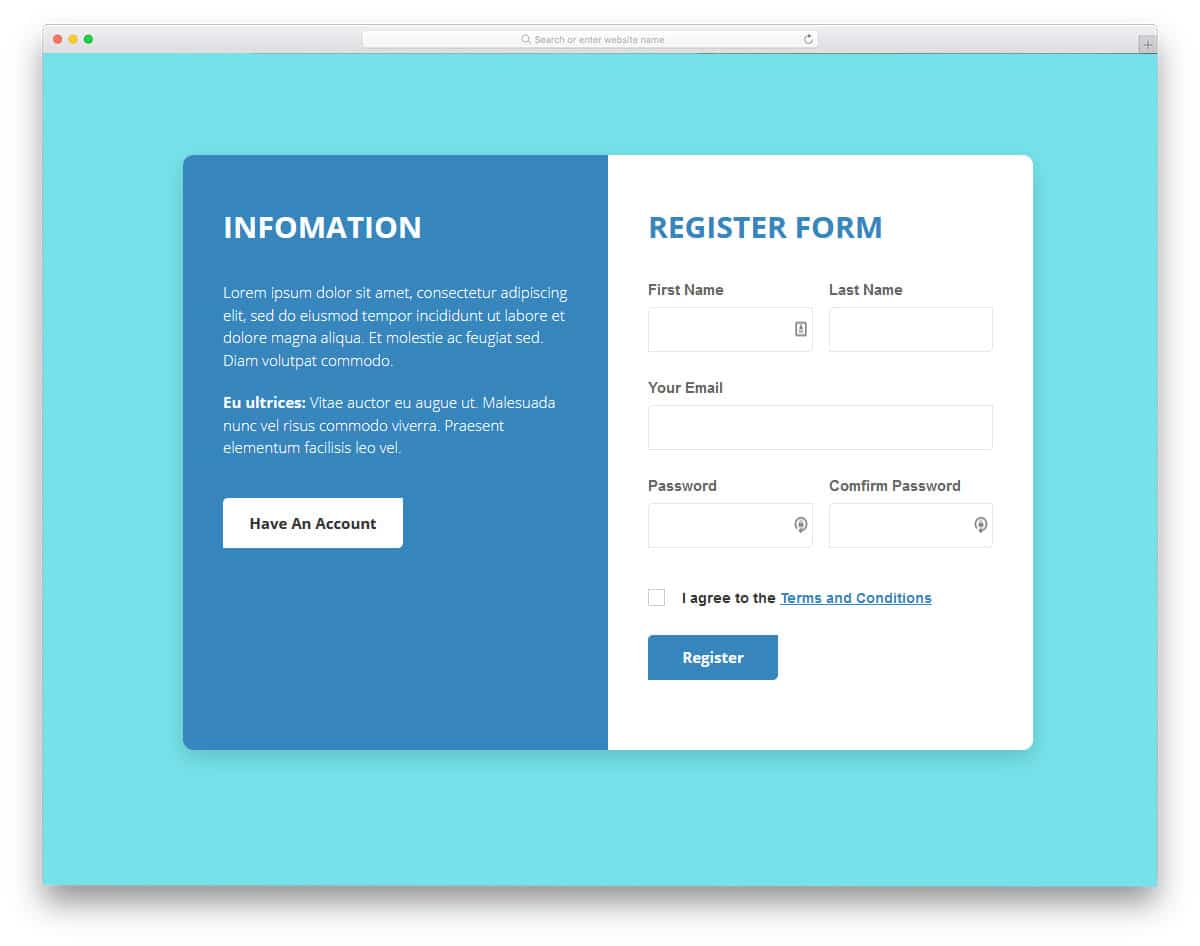 Search or enter website name
INFOMATION
Lorem ipsum dolor sit amet, consectetur adipiscing
elit, sed do eiusmod tempor incididunt ut labore et
dolore magna aliqua. Et molestie ac feugiat sed.
Diam volutpat commodo.
Eu ultrices: Vitae auctor eu augue ut. Malesuada
nunc vel risus commodo viverra. Praesent
elementum facilisis leo vel.
Have An Account
REGISTER FORM
First Name Last Name
Your Email
Password Comfirm Password
I agree to the Terms and Conditions
Register